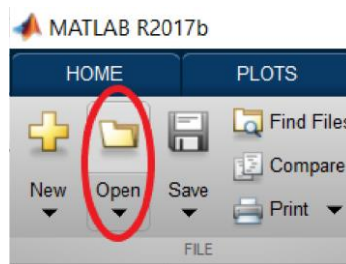 MATLAB R2017b
HOME PLOTS
Find Files
Compare
New Open Save
Print
FILE